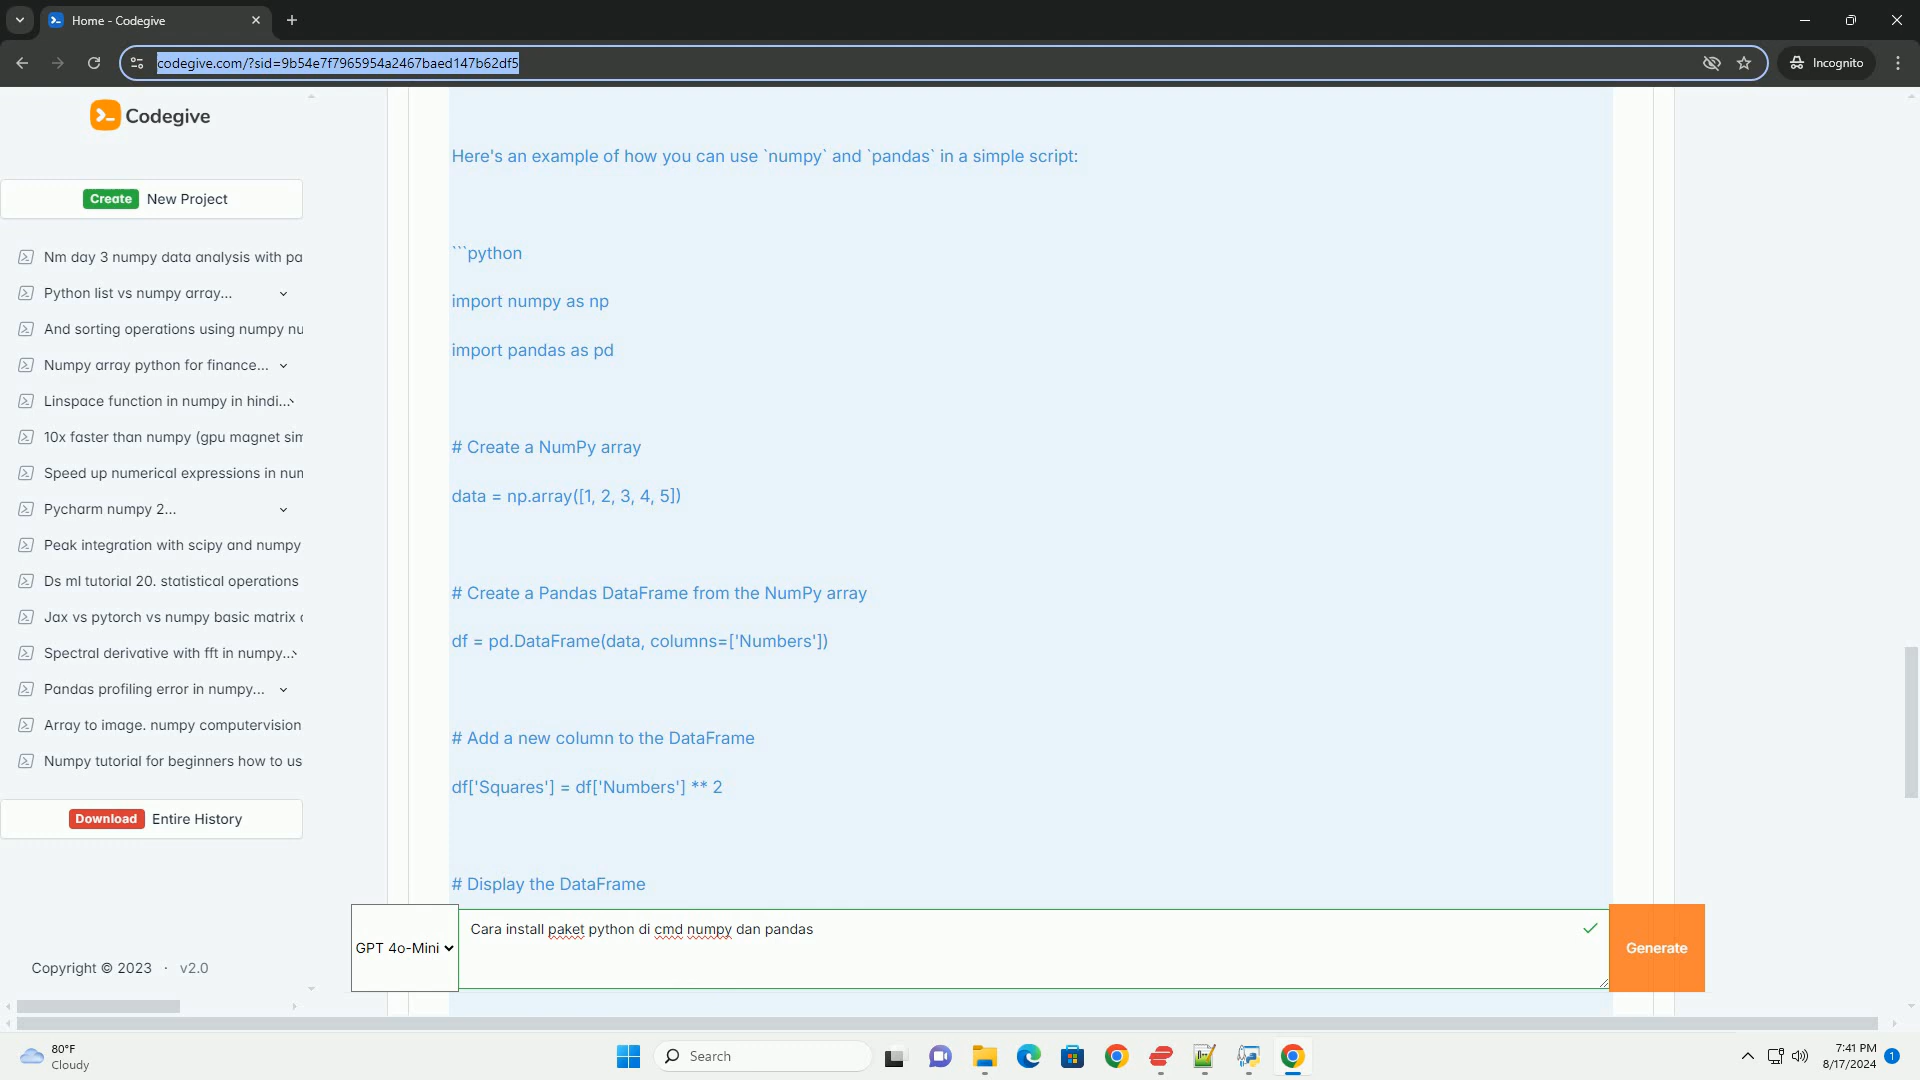 Home - Codegive
codegive.com/?sid=9b54e7f7965954a2467baed147b62df5
Incognito
Codegive
Create New Project
Nm day 3 numpy data analysis with pa
Python list vs numpy array...
And sorting operations using numpy nu
Numpy array python for finance...
Linspace function in numpy in hindi...
10x faster than numpy (gpu magnet sim
Speed up numerical expressions in num
Pycharm numpy 2...
Peak integration with scipy and numpy
Ds ml tutorial 20. statistical operations
Jax vs pytorch vs numpy basic matrix
Spectral derivative with fft in numpy...
Pandas profiling error in numpy...
Array to image. numpy computervision
Numpy tutorial for beginners how to us
Download Entire History
Copyright © 2023 · v2.0
Here's an example of how you can use `numpy` and `pandas` in a simple script:
```python
import numpy as np
import pandas as pd
# Create a NumPy array
data = np.array([1, 2, 3, 4, 5])
# Create a Pandas DataFrame from the NumPy array
df = pd.DataFrame(data, columns=['Numbers'])
# Add a new column to the DataFrame
df['Squares'] = df['Numbers'] ** 2
# Display the DataFrame
GPT 4o-Mini
Cara install paket python di cmd numpy dan pandas
Generate
80°F
Cloudy
Search
7:41 PM
8/17/2024
1